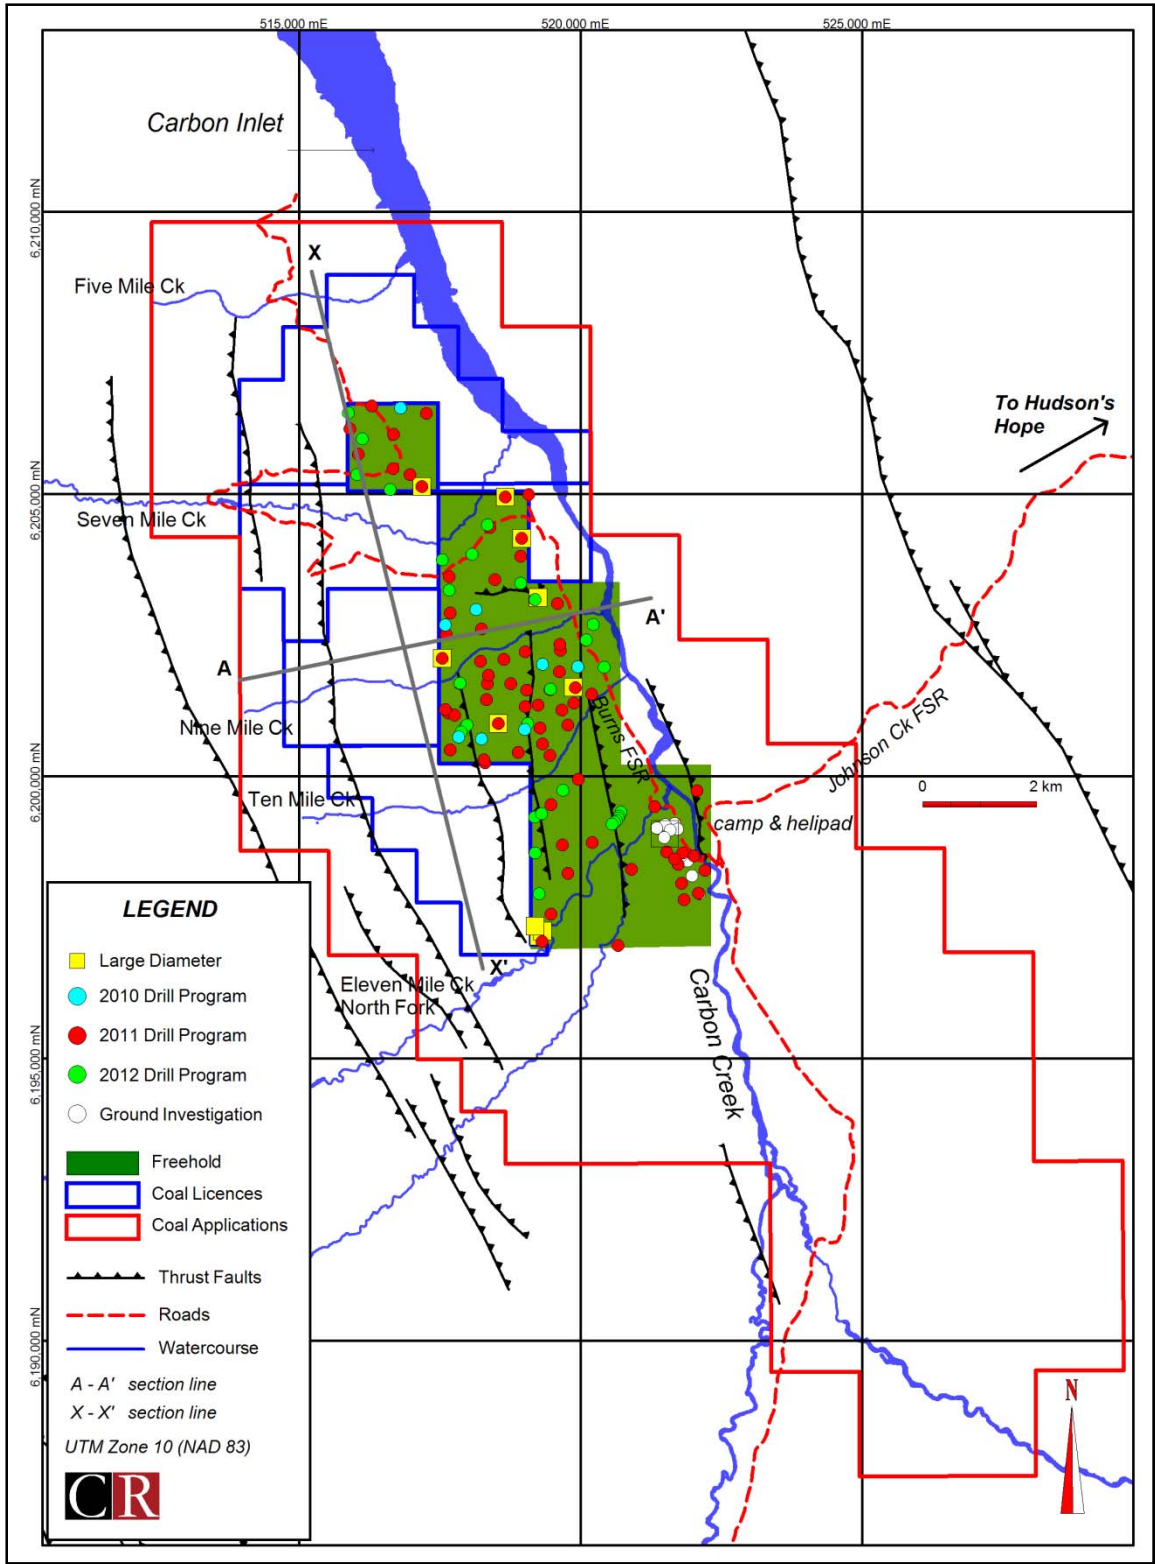 515.000 mE
520.000 mE
525.000 mE
Carbon Inlet
6,210.000 mN
X
Five Mile Ck
To Hudson's
Hope
6,205.000 mN
Seven Mile Ck
A'
A
Burns FSR
Nine Mile Ck
Johnson Ck FSR
6,200.000 mN
Ten Mile Ck
0
2 km
camp & helipad
X'
Eleven Mile Ck
North Fork
Carbon Creek
6,195.000 mN
6,190.000 mN
LEGEND
Large Diameter
2010 Drill Program
2011 Drill Program
2012 Drill Program
Ground Investigation
Freehold
Coal Licences
Coal Applications
Thrust Faults
Roads
Watercourse
A - A' section line
X - X' section line
UTM Zone 10 (NAD 83)
CR
N